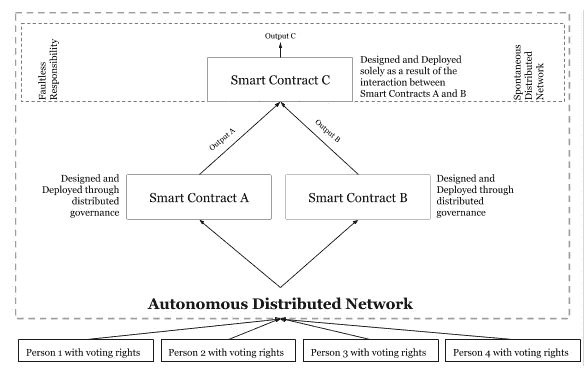 Output C
Faultless
Responsibility
Smart Contract C
Designed and Deployed
solely as a result of the
interaction between
Smart Contracts A and B
Spontaneous
Distributed
Network
Output A
Output B
Designed and
Deployed through
distributed
governance
Smart Contract A
Smart Contract B
Designed and
Deployed through
distributed
governance
Autonomous Distributed Network
Person 1 with voting rights
Person 2 with voting rights
Person 3 with voting rights
Person 4 with voting rights